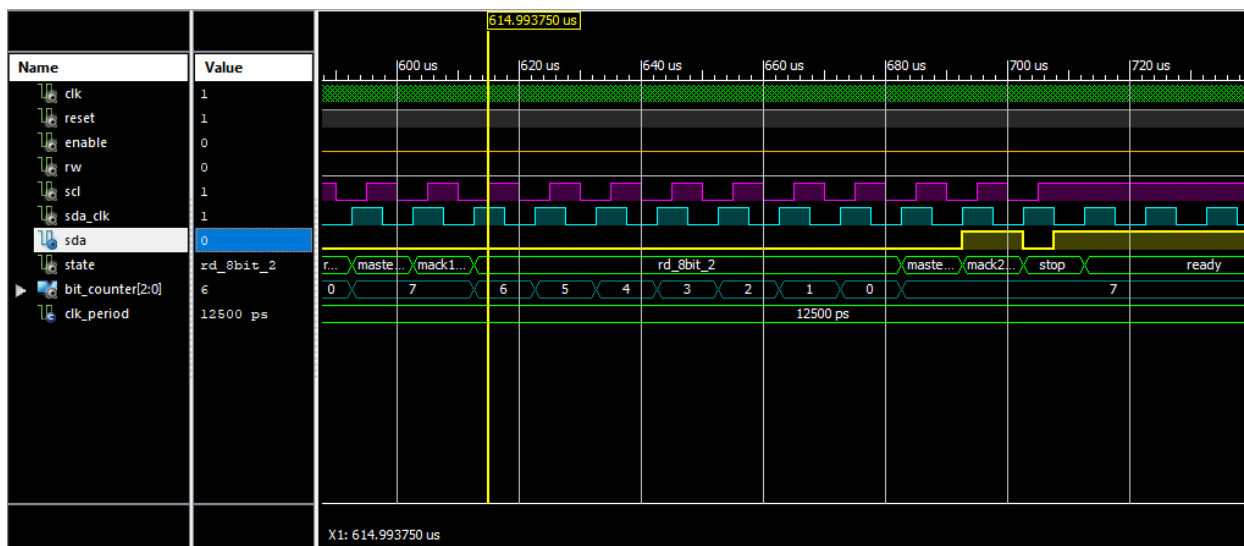 614.993750 us
Name Value
600 us 620 us 640 us 660 us 680 us 700 us 720 us
clk 1
reset 1
enable 0
rw 0
scl 1
sda_clk 1
sda 0
state rd_8bit_2 r... maste... mack1... rd_8bit_2 maste... mack2... stop ready
bit_counter[2:0] 6 0 7 6 5 4 3 2 1 0 7
clk_period 12500 ps 12500 ps
X1: 614.993750 us